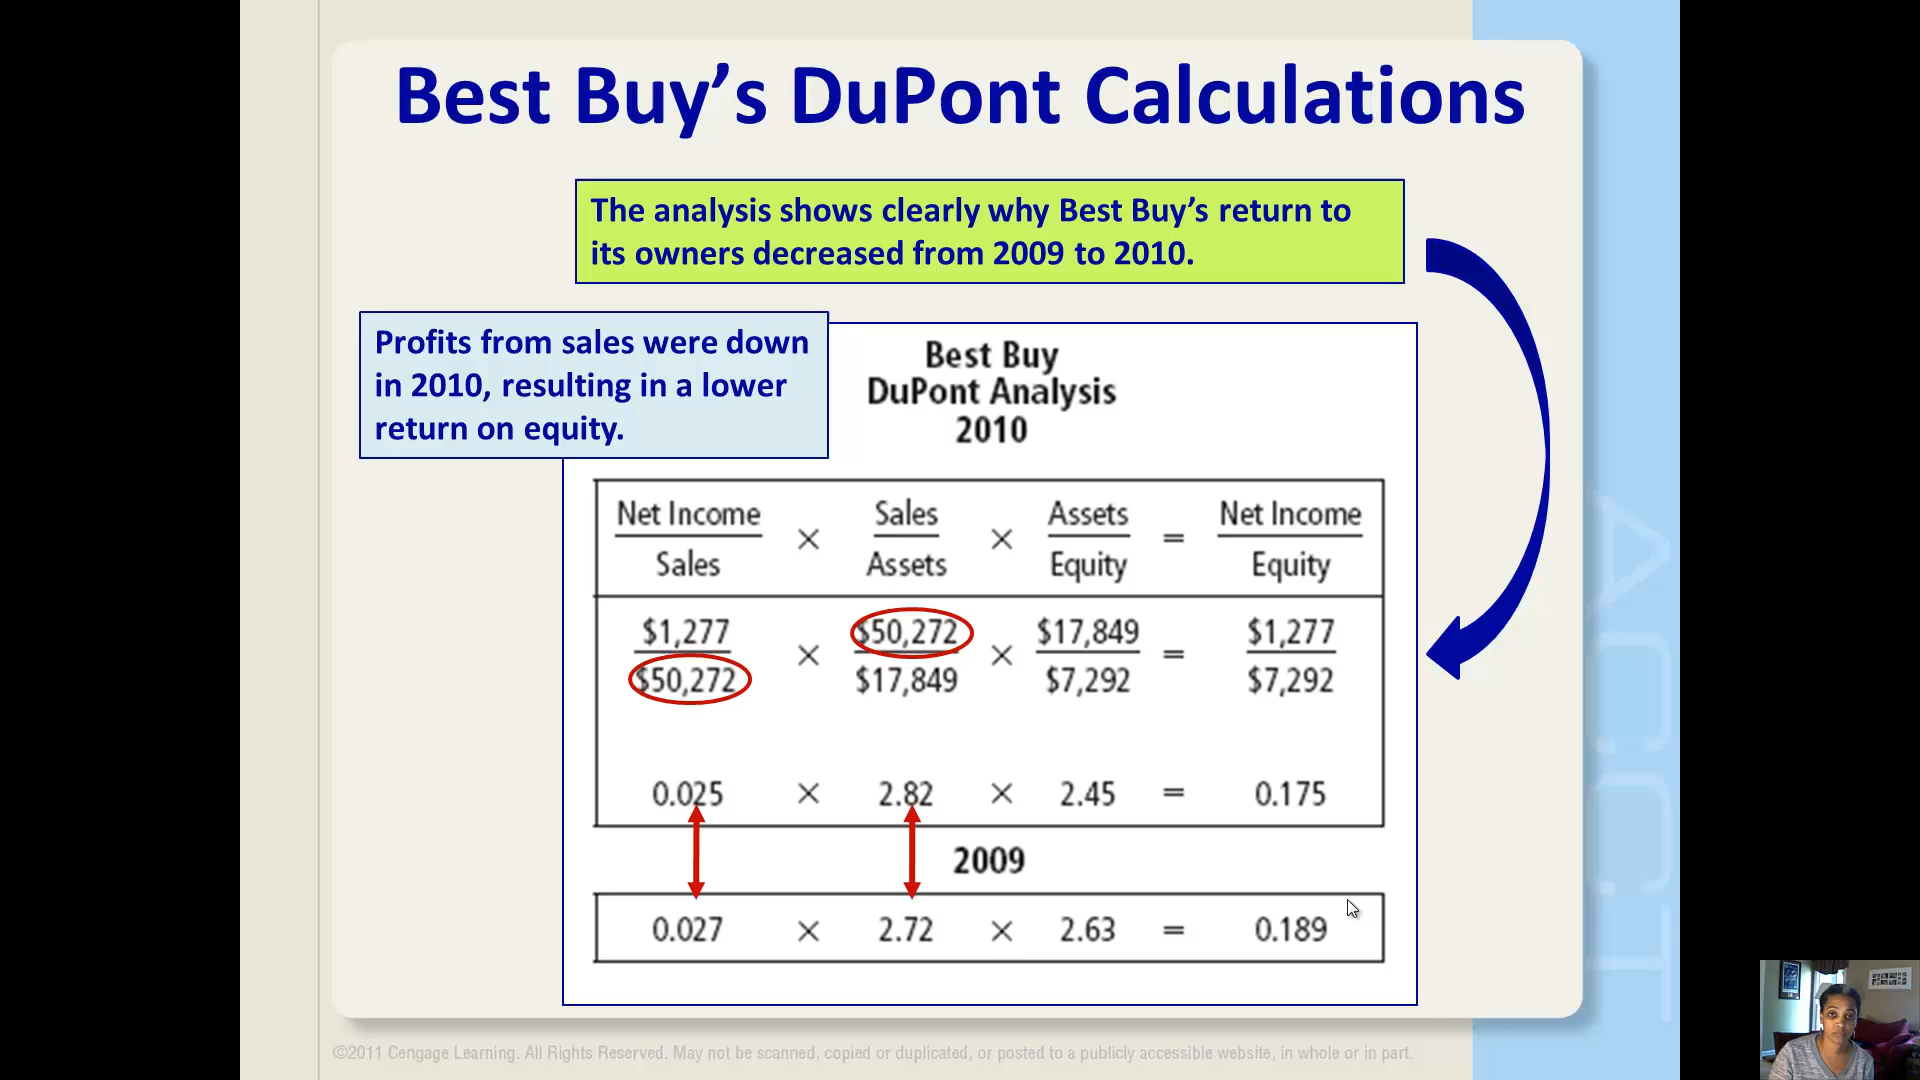 Best Buy’s DuPont Calculations
The analysis shows clearly why Best Buy’s return to
its owners decreased from 2009 to 2010.
Profits from sales were down
in 2010, resulting in a lower
return on equity.
Best Buy
DuPont Analysis
2010
Net Income × Sales × Assets = Net Income
Sales Assets Equity Equity
$1,277 × $50,272 × $17,849 = $1,277
$50,272 $17,849 $7,292 $7,292
0.025 × 2.82 × 2.45 = 0.175
2009
0.027 × 2.72 × 2.63 = 0.189
ACCT
©2011 Cengage Learning. All Rights Reserved. May not be scanned, copied or duplicated, or posted to a publicly accessible website, in whole or in part.